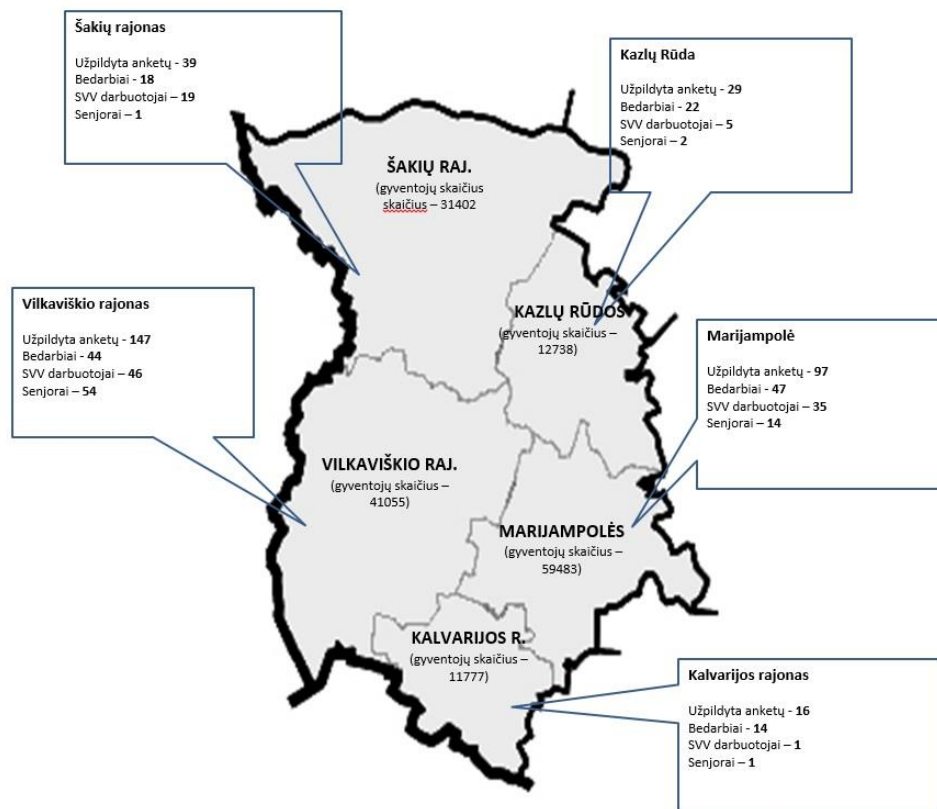 Šakių rajonas
Užpildyta anketų - 39
Bedarbiai - 18
SVV darbuotojai – 19
Senjorai – 1
Kazlų Rūda
Užpildyta anketų - 29
Bedarbiai - 22
SVV darbuotojai – 5
Senjorai – 2
ŠAKIŲ RAJ.
(gyventojų skaičius
skaičius – 31402
Vilkaviškio rajonas
Užpildyta anketų - 147
Bedarbiai - 44
SVV darbuotojai – 46
Senjorai – 54
KAZLŲ RŪDOS
(gyventojų skaičius –
12738)
Marijampolė
Užpildyta anketų - 97
Bedarbiai - 47
SVV darbuotojai – 35
Senjorai – 14
VILKAVIŠKIO RAJ.
(gyventojų skaičius –
41055)
MARIJAMPOLĖS
(gyventojų skaičius –
59483)
KALVARIJOS R.
(gyventojų skaičius –
11777)
Kalvarijos rajonas
Užpildyta anketų - 16
Bedarbiai - 14
SVV darbuotojai – 1
Senjorai – 1